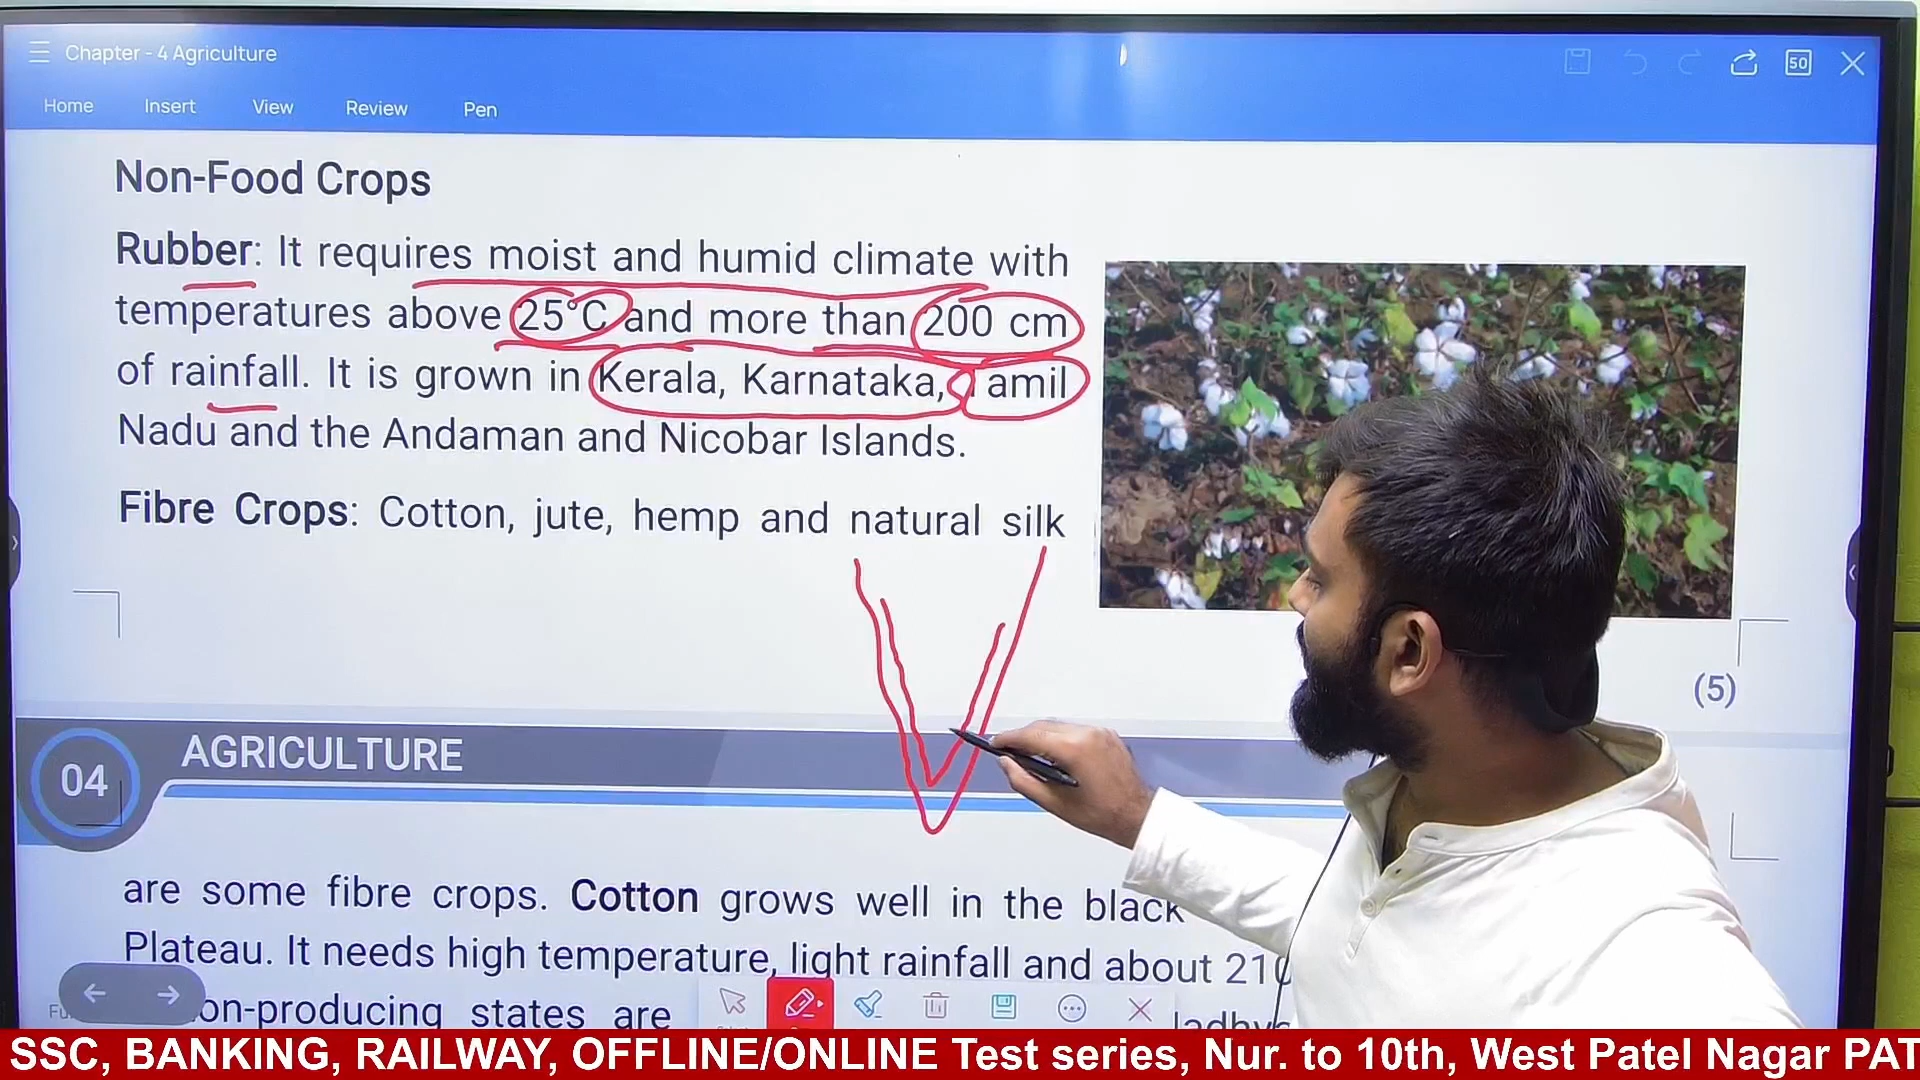 Chapter - 4 Agriculture
50
Home Insert View Review Pen
Non-Food Crops
Rubber: It requires moist and humid climate with
temperatures above 25°C and more than 200 cm
of rainfall. It is grown in Kerala, Karnataka, Tamil
Nadu and the Andaman and Nicobar Islands.
Fibre Crops: Cotton, jute, hemp and natural silk
(5)
04 AGRICULTURE
are some fibre crops. Cotton grows well in the black
Plateau. It needs high temperature, light rainfall and about 210
on-producing states are
SSC, BANKING, RAILWAY, OFFLINE/ONLINE Test series, Nur. to 10th, West Patel Nagar PAT